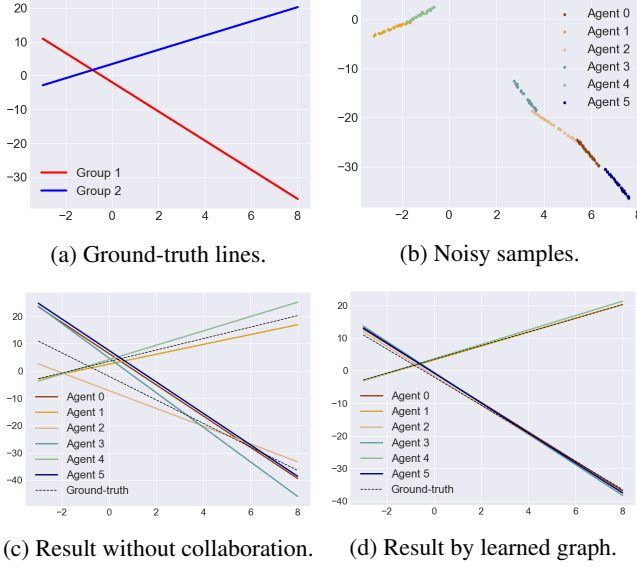 20
10
0
−10
−20
−30
−2
0
2
4
6
8
Group 1
Group 2
(a) Ground-truth lines.
0
−10
−20
−30
−2
0
2
4
6
8
Agent 0
Agent 1
Agent 2
Agent 3
Agent 4
Agent 5
(b) Noisy samples.
20
10
0
−10
−20
−30
−40
−2
0
2
4
6
8
Agent 0
Agent 1
Agent 2
Agent 3
Agent 4
Agent 5
Ground-truth
(c) Result without collaboration.
20
10
0
−10
−20
−30
−40
−2
0
2
4
6
8
Agent 0
Agent 1
Agent 2
Agent 3
Agent 4
Agent 5
Ground-truth
(d) Result by learned graph.